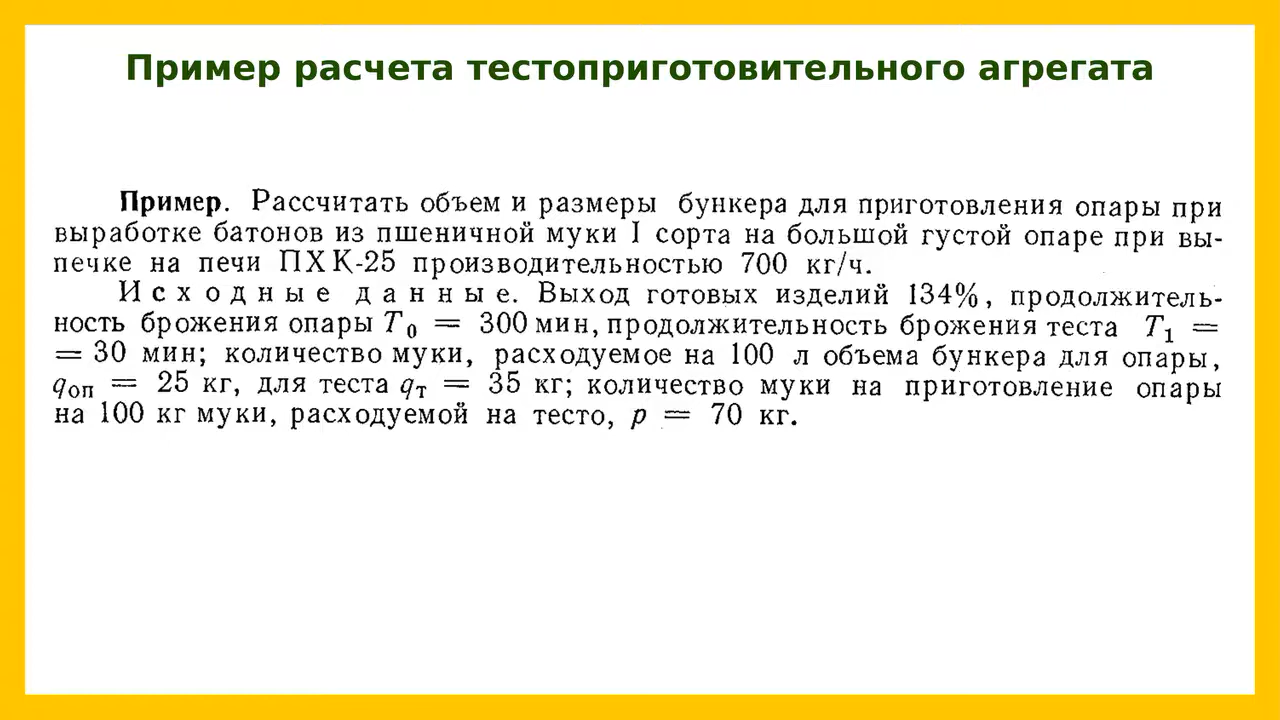 Пример расчета тестоприготовительного агрегата
Пример. Рассчитать объем и размеры бункера для приготовления опары при
выработке батонов из пшеничной муки I сорта на большой густой опаре при вы-
печке на печи ПХК-25 производительностью 700 кг/ч.
Исходные данные. Выход готовых изделий 134%, продолжитель-
ность брожения опары T₀ = 300 мин, продолжительность брожения теста T₁ =
= 30 мин; количество муки, расходуемое на 100 л объема бункера для опары,
qоп = 25 кг, для теста qт = 35 кг; количество муки на приготовление опары
на 100 кг муки, расходуемой на тесто, p = 70 кг.